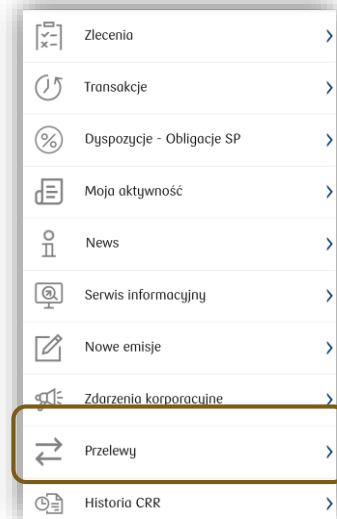 Zlecenia
Transakcje
Dyspozycje - Obligacje SP
Moja aktywność
News
Serwis informacyjny
Nowe emisje
Zdarzenia korporacyjne
Przelewy
Historia CRR